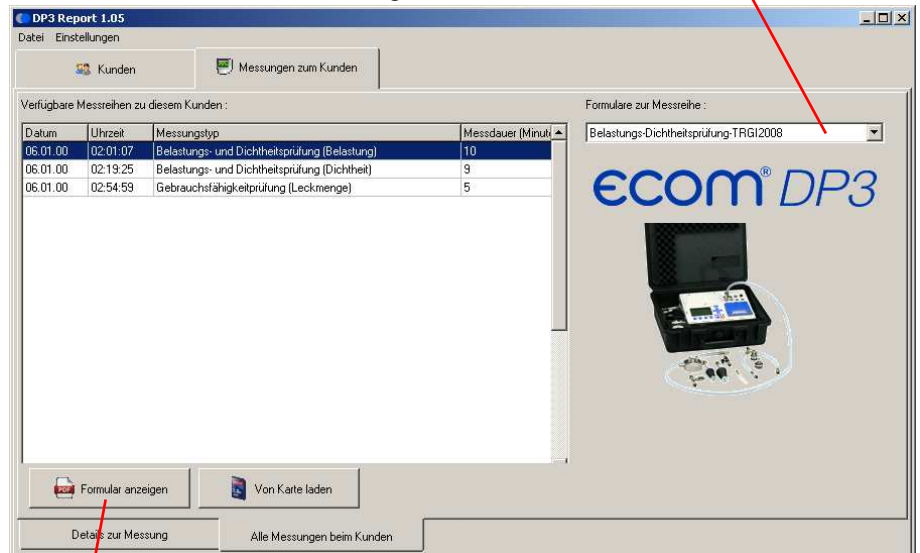 DP3 Report 1.05
Datei Einstellungen
Kunden
Messungen zum Kunden
Verfügbare Messreihen zu diesem Kunden :
Formulare zur Messreihe :
Datum Uhrzeit Messungstyp Messdauer (Minut
Belastungs-Dichtheitsprüfung-TRGI2008
06.01.00 02:01:07 Belastungs- und Dichtheitsprüfung (Belastung) 10
06.01.00 02:19:25 Belastungs- und Dichtheitsprüfung (Dichtheit) 9
06.01.00 02:54:59 Gebrauchsfähigkeitprüfung (Leckmenge) 5
ecom® DP3
Formular anzeigen
Von Karte laden
Details zur Messung
Alle Messungen beim Kunden